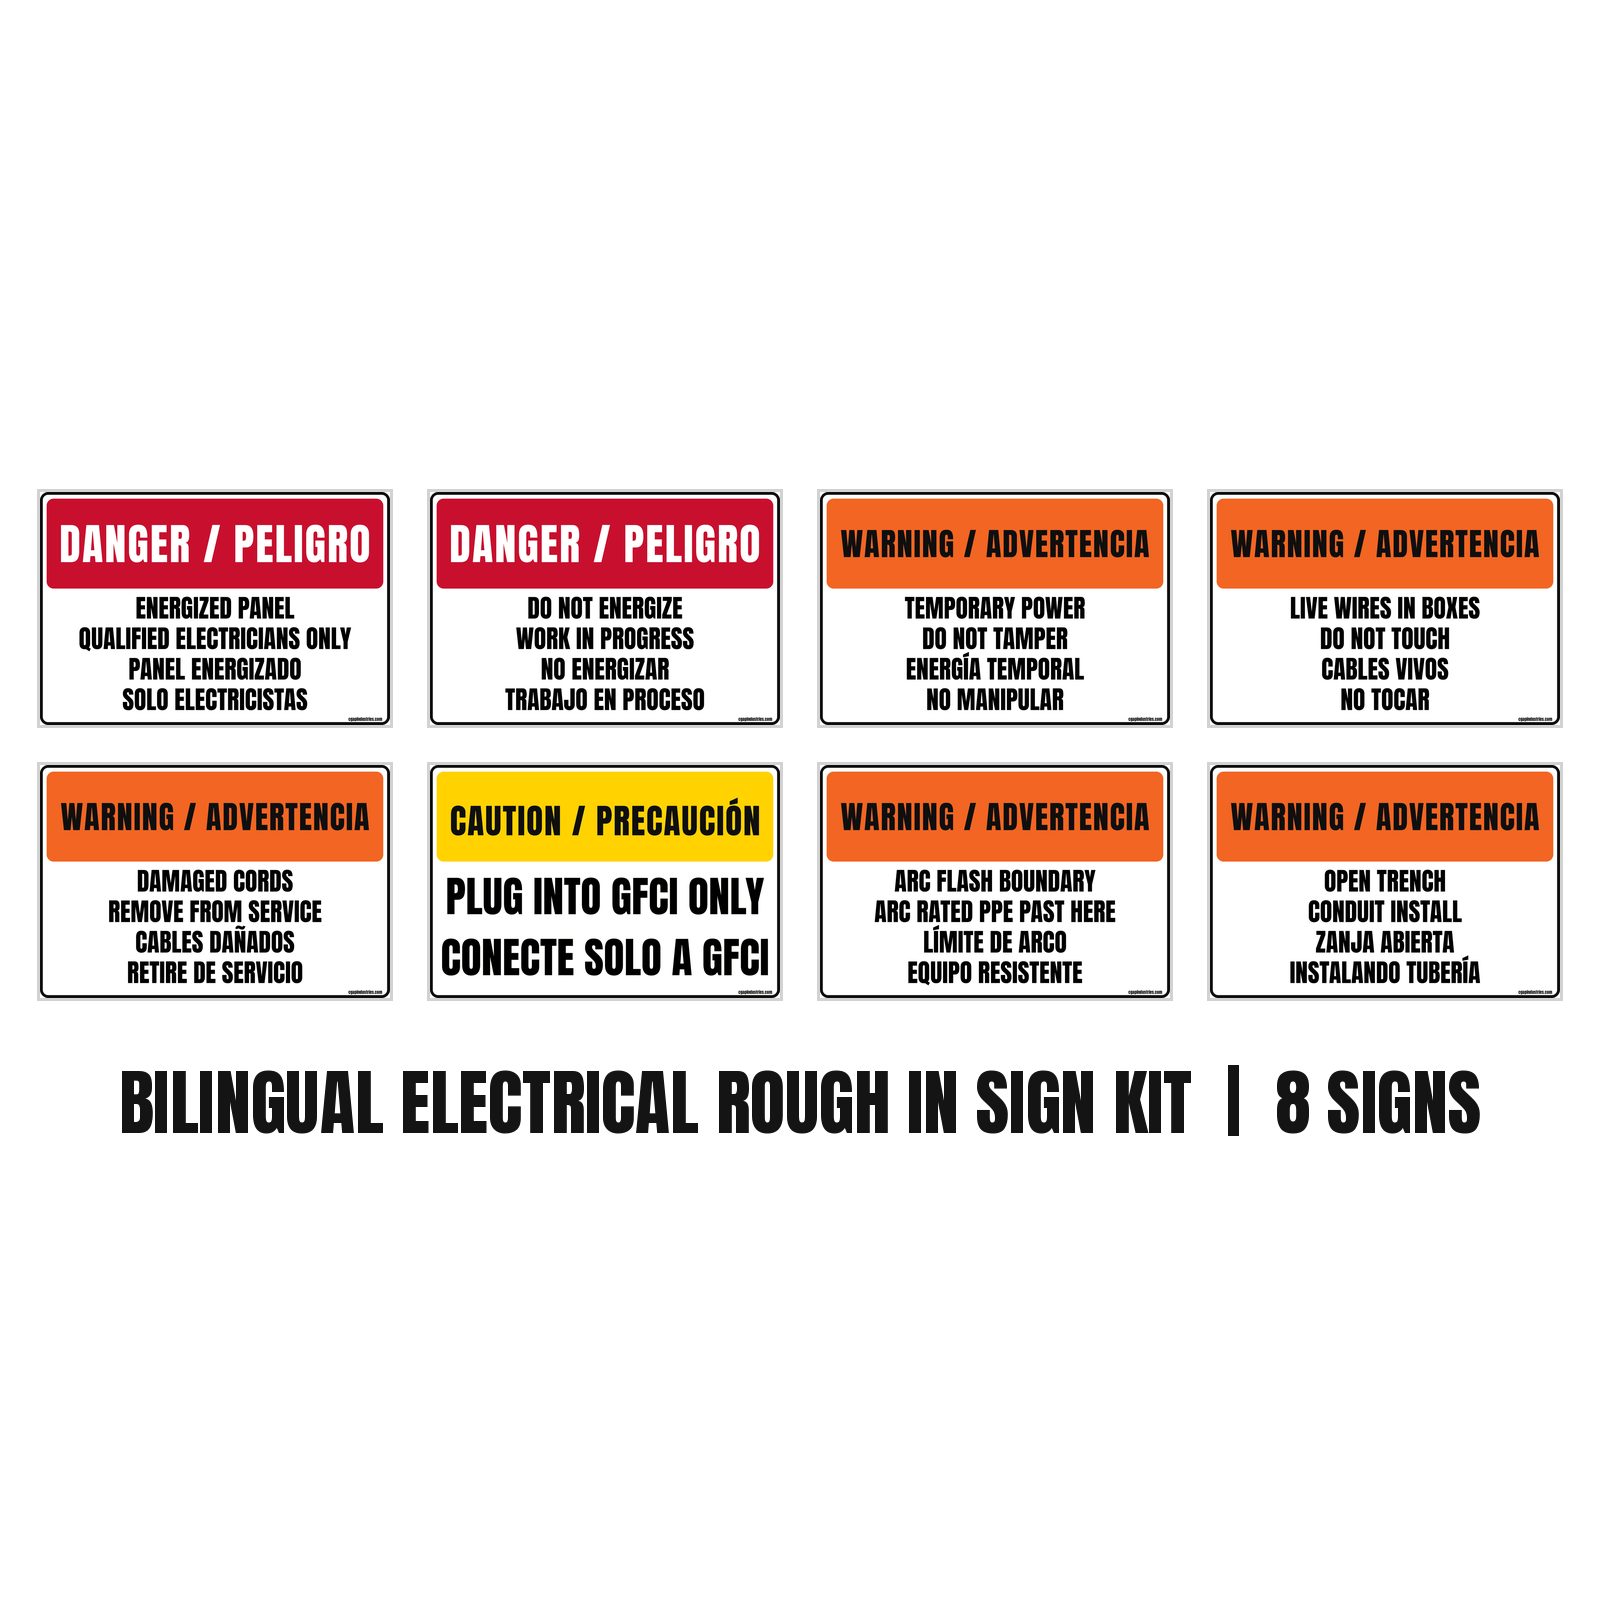 DANGER / PELIGRO
ENERGIZED PANEL
QUALIFIED ELECTRICIANS ONLY
PANEL ENERGIZADO
SOLO ELECTRICISTAS
DANGER / PELIGRO
DO NOT ENERGIZE
WORK IN PROGRESS
NO ENERGIZAR
TRABAJO EN PROCESO
WARNING / ADVERTENCIA
TEMPORARY POWER
DO NOT TAMPER
ENERGÍA TEMPORAL
NO MANIPULAR
WARNING / ADVERTENCIA
LIVE WIRES IN BOXES
DO NOT TOUCH
CABLES VIVOS
NO TOCAR
WARNING / ADVERTENCIA
DAMAGED CORDS
REMOVE FROM SERVICE
CABLES DAÑADOS
RETIRE DE SERVICIO
CAUTION / PRECAUCIÓN
PLUG INTO GFCI ONLY
CONECTE SOLO A GFCI
WARNING / ADVERTENCIA
ARC FLASH BOUNDARY
ARC RATED PPE PAST HERE
LÍMITE DE ARCO
EQUIPO RESISTENTE
WARNING / ADVERTENCIA
OPEN TRENCH
CONDUIT INSTALL
ZANJA ABIERTA
INSTALANDO TUBERÍA
BILINGUAL ELECTRICAL ROUGH IN SIGN KIT | 8 SIGNS